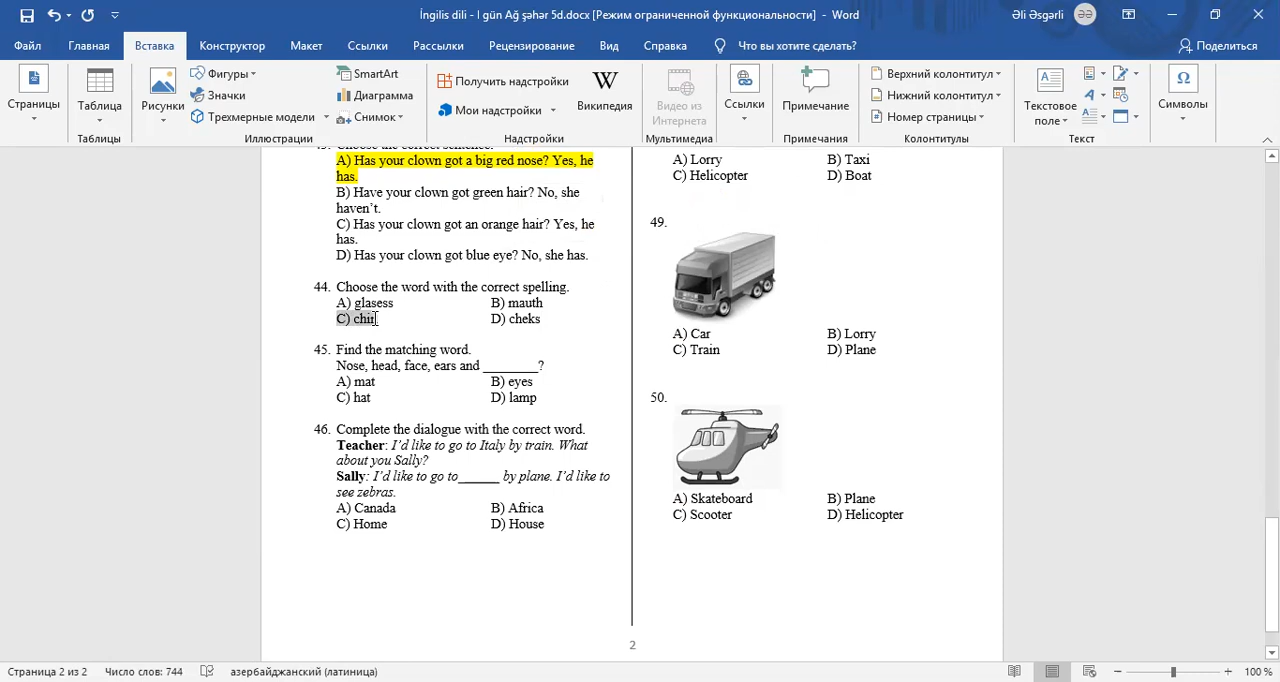 İngilis dili - I gün Ağ şəhər 5d.docx [Режим ограниченной функциональности] - Word
Əli Əsgərli
ƏƏ
Файл
Главная
Вставка
Конструктор
Макет
Ссылки
Рассылки
Рецензирование
Вид
Справка
Что вы хотите сделать?
Поделиться
Страницы
Таблица
Таблицы
Рисунки
Фигуры
Значки
Трехмерные модели
SmartArt
Диаграмма
Снимок
Иллюстрации
Получить надстройки
Мои надстройки
W
Википедия
Надстройки
Видео из
Интернета
Мультимедиа
Ссылки
Примечание
Примечания
Верхний колонтитул
Нижний колонтитул
Номер страницы
Колонтитулы
Текстовое
поле
Текст
Символы
A) Has your clown got a big red nose? Yes, he
has.
B) Have your clown got green hair? No, she
haven't.
C) Has your clown got an orange hair? Yes, he
has.
D) Has your clown got blue eye? No, she has.
44. Choose the word with the correct spelling.
A) glasess B) mauth
C) chin D) cheks
45. Find the matching word.
Nose, head, face, ears and ________?
A) mat B) eyes
C) hat D) lamp
46. Complete the dialogue with the correct word.
Teacher: I'd like to go to Italy by train. What
about you Sally?
Sally: I'd like to go to______ by plane. I'd like to
see zebras.
A) Canada B) Africa
C) Home D) House
A) Lorry B) Taxi
C) Helicopter D) Boat
49.
A) Car B) Lorry
C) Train D) Plane
50.
A) Skateboard B) Plane
C) Scooter D) Helicopter
2
Страница 2 из 2
Число слов: 744
азербайджанский (латиница)
100 %